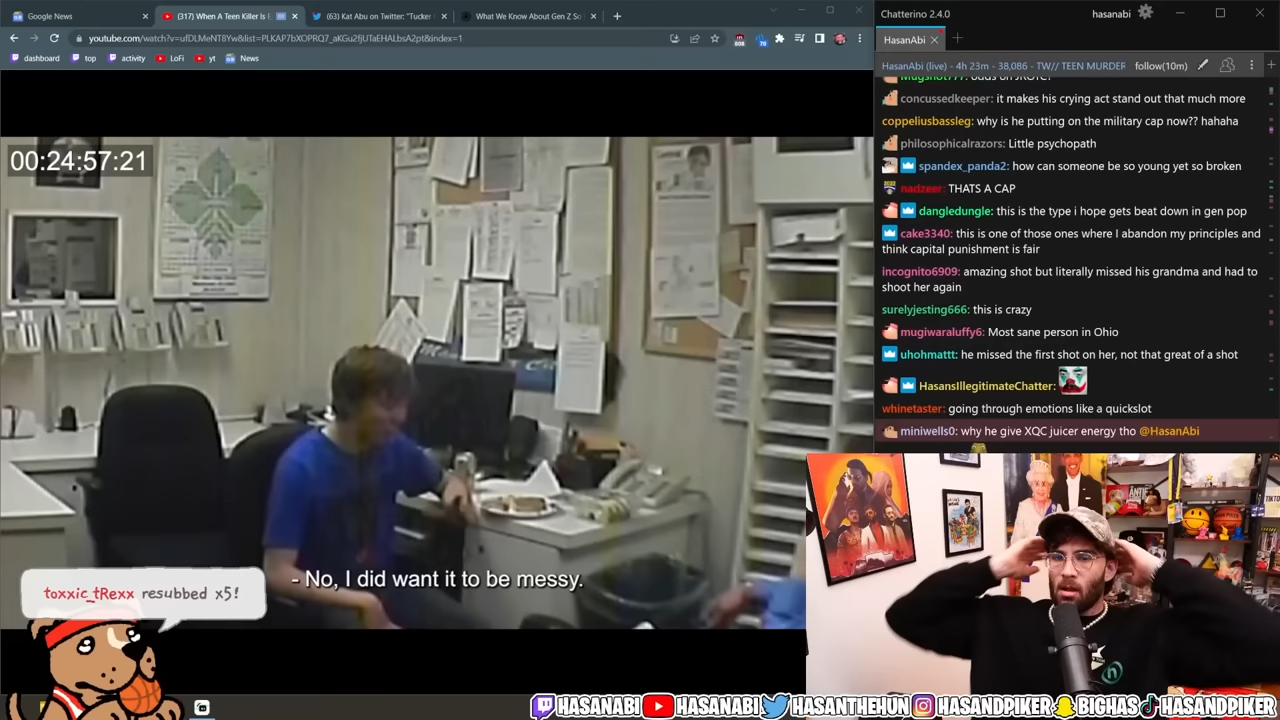 Google News
(317) When A Teen Killer Is
(63) Kat Abu on Twitter: "Tucker
What We Know About Gen Z So
youtube.com/watch?v=ufDLMeNT8Yw&list=PLKAP7bXOPRQ7_aKGu2fjUTaEHALbsA2pt&index=1
dashboard
top
activity
LoFi
yt
News
00:24:57:21
- No, I did want it to be messy.
toxxic_tRexx resubbed x5!
Chatterino 2.4.0
hasanabi
HasanAbi
HasanAbi (live) - 4h 23m - 38,086 - TW// TEEN MURDER
follow(10m)
concussedkeeper: it makes his crying act stand out that much more
coppeliusbassleg: why is he putting on the military cap now?? hahaha
philosophicalrazors: Little psychopath
spandex_panda2: how can someone be so young yet so broken
nadzeer: THATS A CAP
dangledungle: this is the type i hope gets beat down in gen pop
cake3340: this is one of those ones where I abandon my principles and
think capital punishment is fair
incognito6909: amazing shot but literally missed his grandma and had to
shoot her again
surelyjesting666: this is crazy
mugiwaraluffy6: Most sane person in Ohio
uhohmattt: he missed the first shot on her, not that great of a shot
HasansIllegitimateChatter:
whinetaster: going through emotions like a quickslot
miniwells0: why he give XQC juicer energy tho @HasanAbi
HASANABI
HASANABI
HASANTHEHUN
HASANDPIKER
BIGHAS
HASANDPIKER